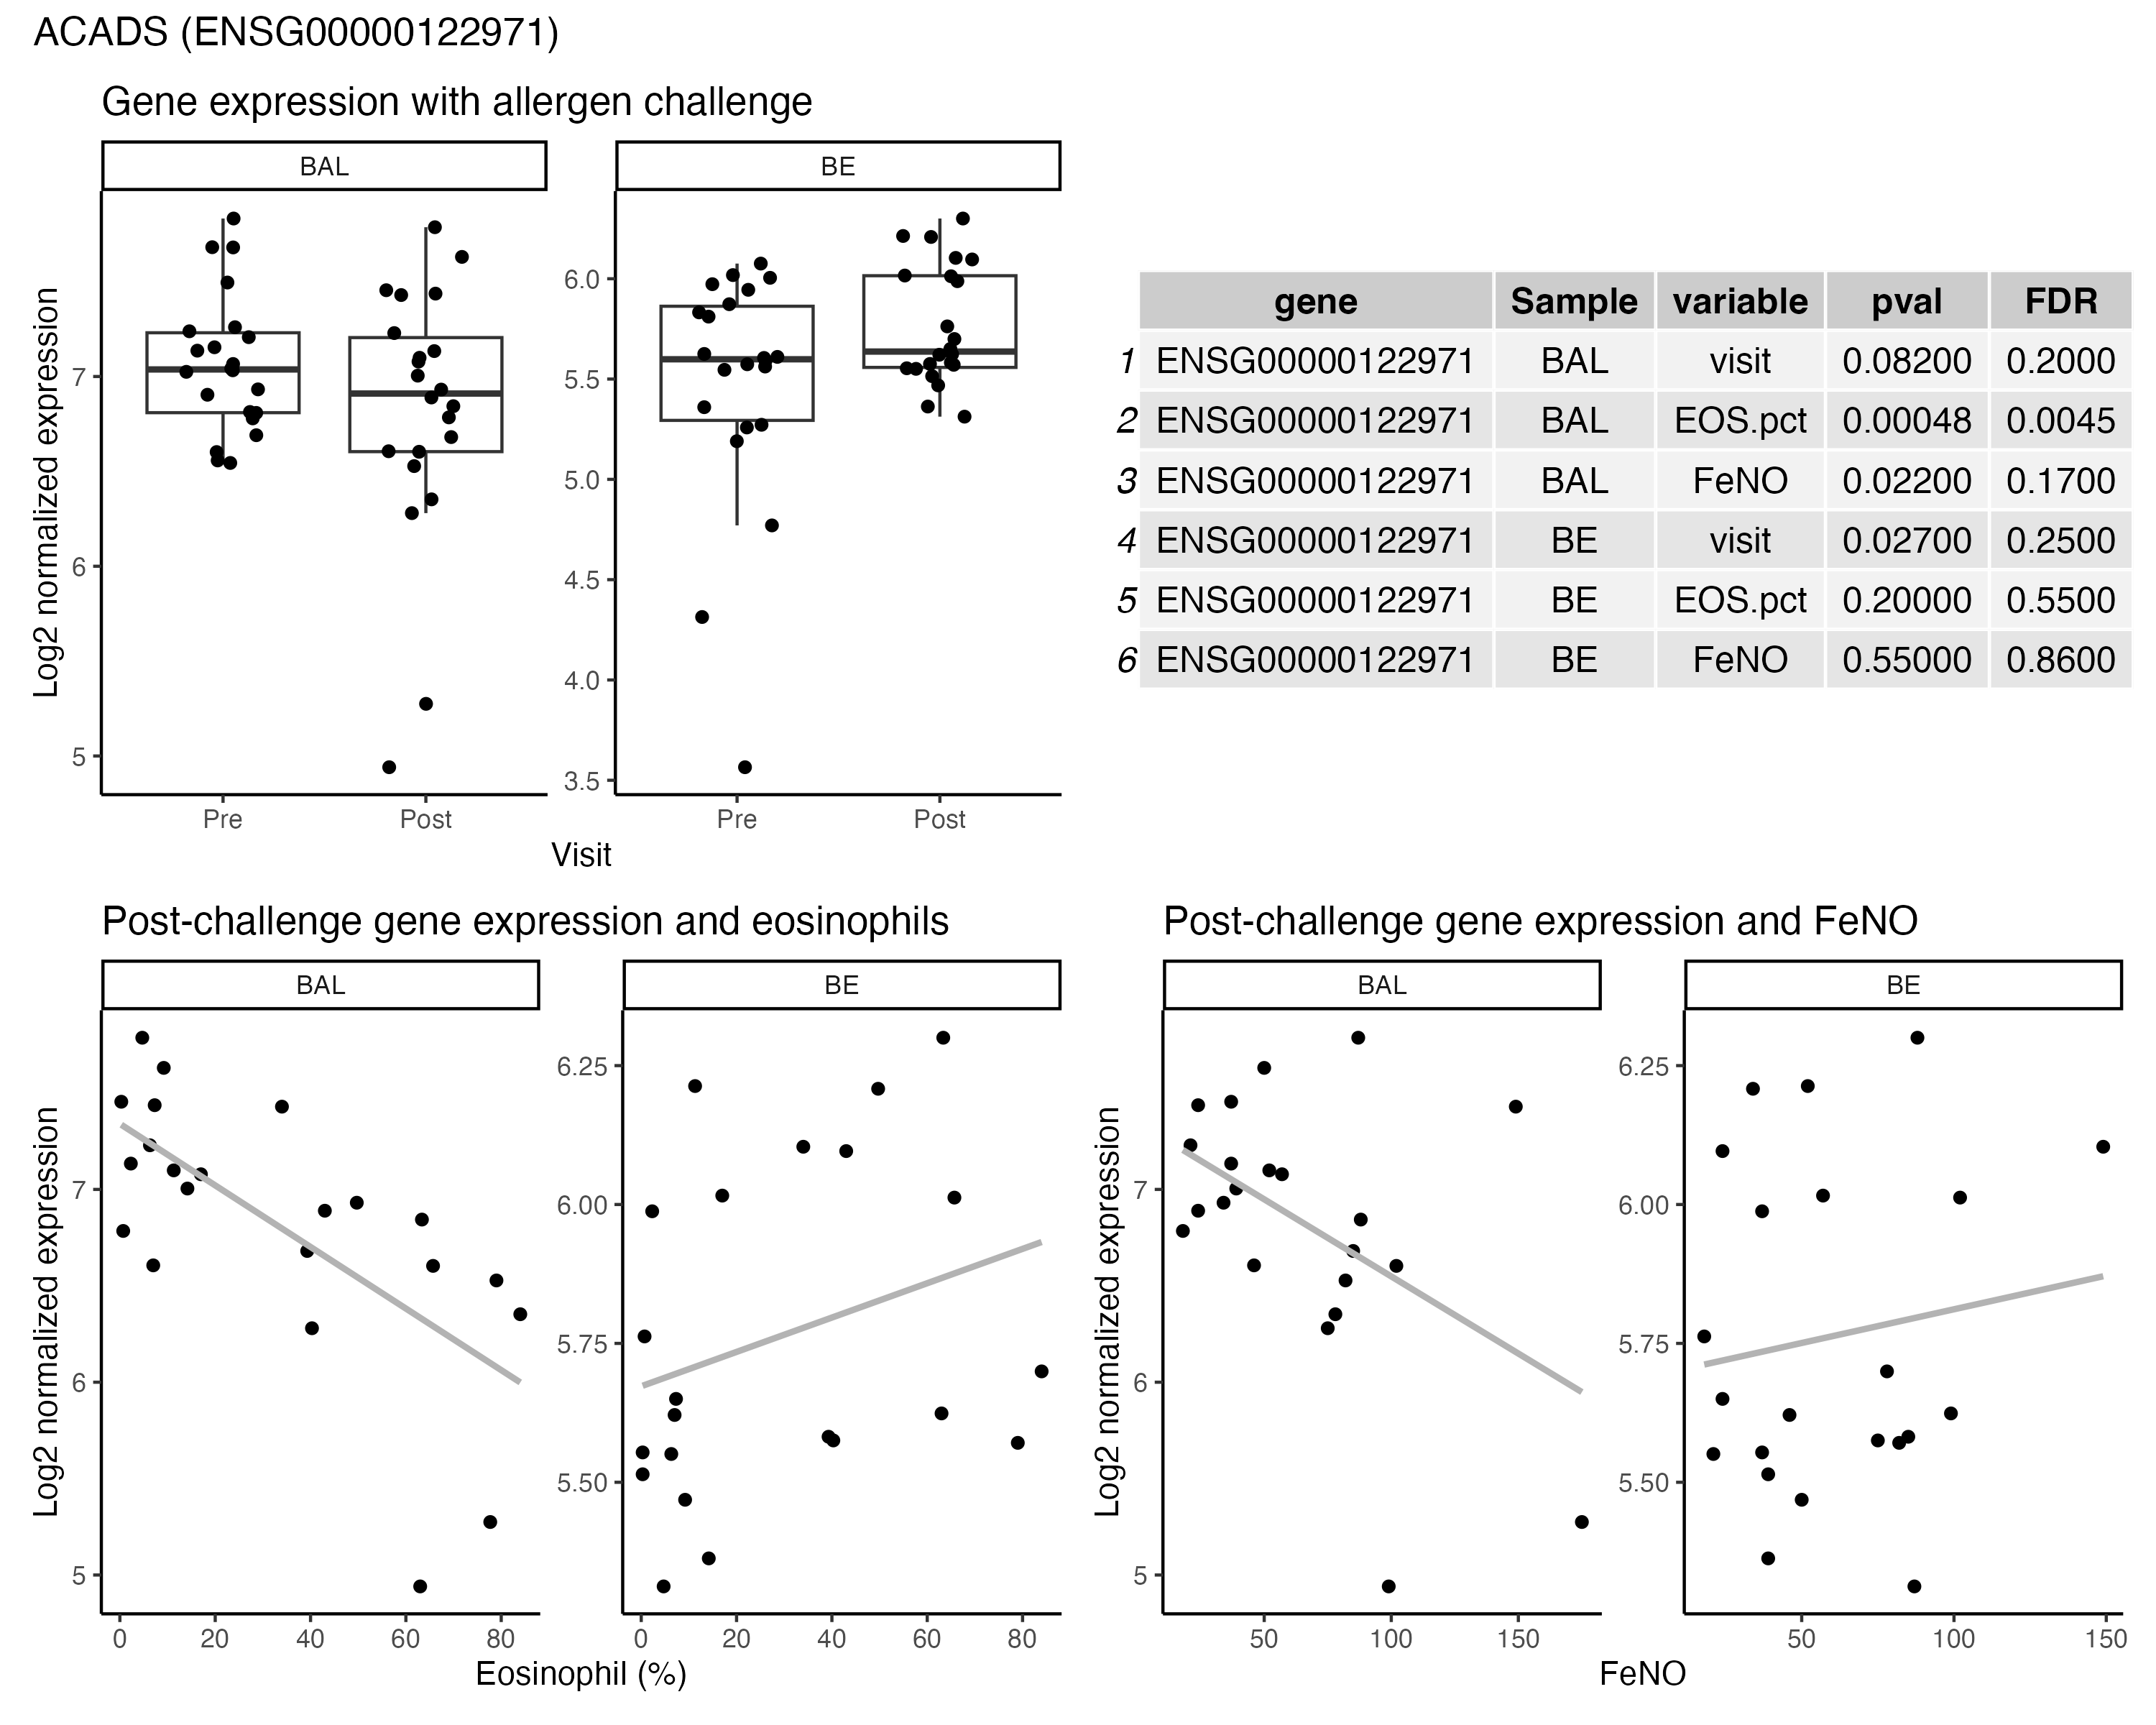 ACADS (ENSG00000122971)
Gene expression with allergen challenge
BAL
BE
Log2 normalized expression
7
6
5
6.0
5.5
5.0
4.5
4.0
3.5
Pre
Post
Pre
Post
Visit
gene Sample variable pval FDR
1 ENSG00000122971 BAL visit 0.08200 0.2000
2 ENSG00000122971 BAL EOS.pct 0.00048 0.0045
3 ENSG00000122971 BAL FeNO 0.02200 0.1700
4 ENSG00000122971 BE visit 0.02700 0.2500
5 ENSG00000122971 BE EOS.pct 0.20000 0.5500
6 ENSG00000122971 BE FeNO 0.55000 0.8600
Post-challenge gene expression and eosinophils
BAL
BE
Log2 normalized expression
7
6
5
6.25
6.00
5.75
5.50
0 20 40 60 80
0 20 40 60 80
Eosinophil (%)
Post-challenge gene expression and FeNO
BAL
BE
Log2 normalized expression
7
6
5
6.25
6.00
5.75
5.50
50 100 150
50 100 150
FeNO